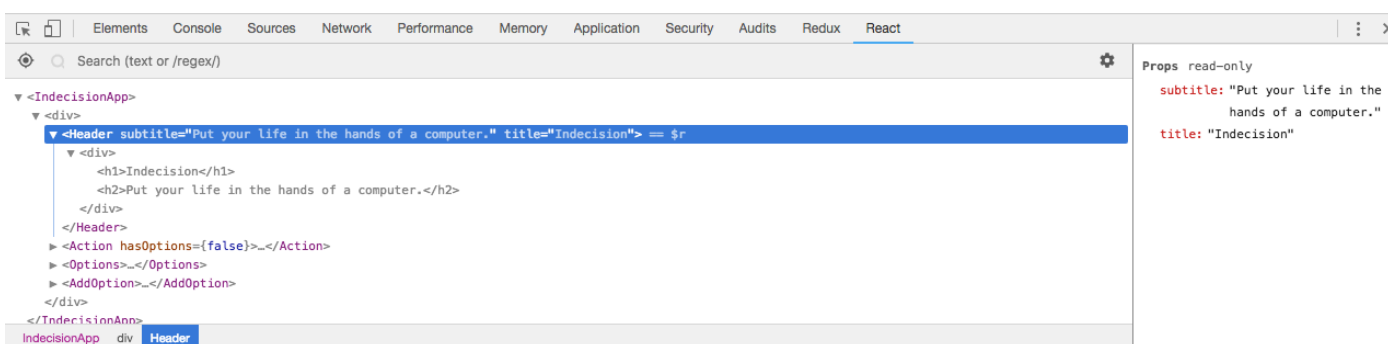 Elements Console Sources Network Performance Memory Application Security Audits Redux React
Search (text or /regex/)
▼ <IndecisionApp>
▼ <div>
▼ <Header subtitle="Put your life in the hands of a computer." title="Indecision"> == $r
▼ <div>
<h1>Indecision</h1>
<h2>Put your life in the hands of a computer.</h2>
</div>
</Header>
▶ <Action hasOptions={false}>…</Action>
▶ <Options>…</Options>
▶ <AddOption>…</AddOption>
</div>
</IndecisionApp>
IndecisionApp div Header
Props read-only
subtitle: "Put your life in the
hands of a computer."
title: "Indecision"